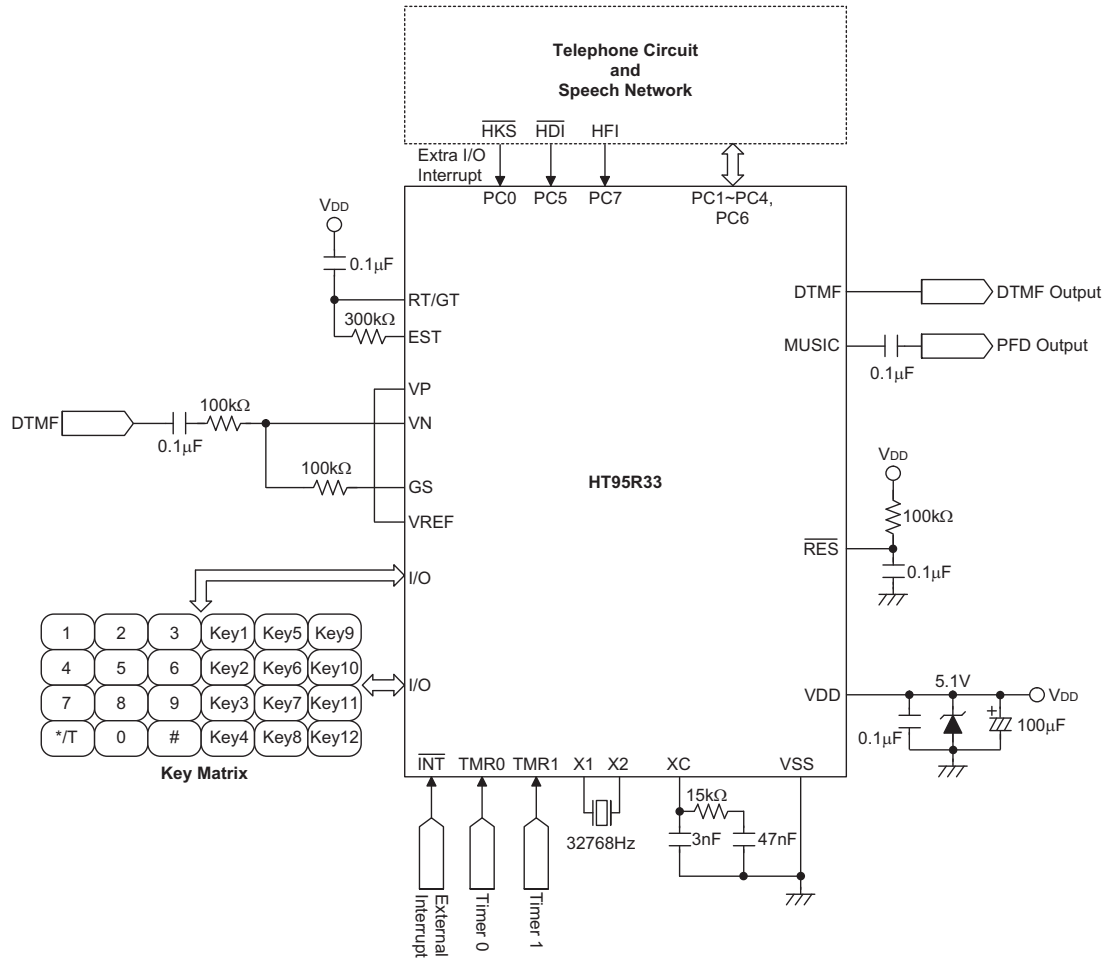 Telephone Circuit
and
Speech Network
H̅K̅S̅ H̅D̅I̅ HFI
Extra I/O
Interrupt
PC0 PC5 PC7 PC1~PC4,
PC6
VDD
0.1µF
RT/GT
300kΩ
EST
DTMF
DTMF Output
MUSIC
0.1µF
PFD Output
VP
DTMF
0.1µF
100kΩ
VN
100kΩ
GS
VREF
HT95R33
VDD
100kΩ
R̅E̅S̅
0.1µF
I/O
1 2 3 Key1 Key5 Key9
4 5 6 Key2 Key6 Key10
7 8 9 Key3 Key7 Key11
*/T 0 # Key4 Key8 Key12
Key Matrix
I/O
VDD
5.1V
VDD
0.1µF
+
100µF
I̅N̅T̅ TMR0 TMR1 X1 X2 XC VSS
32768Hz
15kΩ
3nF
47nF
External
Interrupt
Timer 0
Timer 1